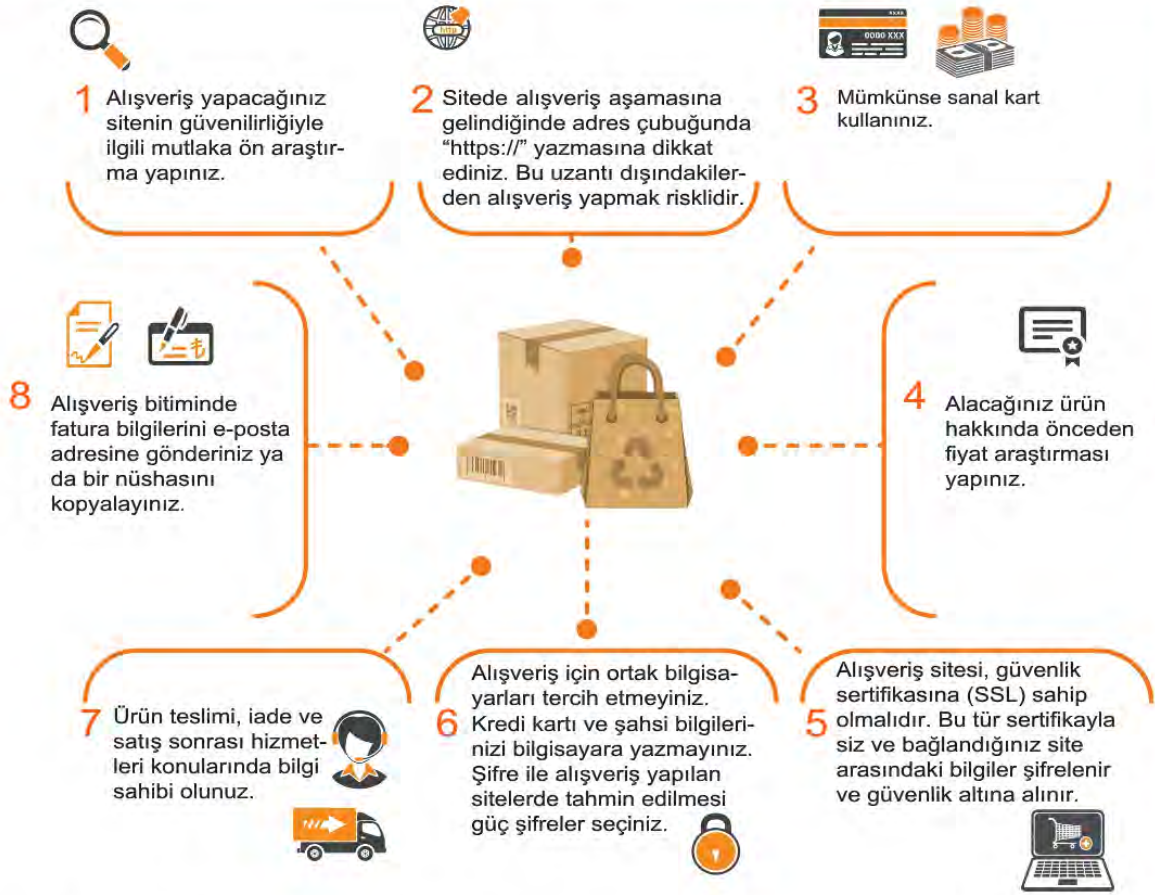 1 Alışveriş yapacağınız
sitenin güvenilirliğiyle
ilgili mutlaka ön araştır-
ma yapınız.
http
2 Sitede alışveriş aşamasına
gelindiğinde adres çubuğunda
“https://” yazmasına dikkat
ediniz. Bu uzantı dışındakiler-
den alışveriş yapmak risklidir.
0000 XXX
3 Mümkünse sanal kart
kullanınız.
4 Alacağınız ürün
hakkında önceden
fiyat araştırması
yapınız.
Alışveriş sitesi, güvenlik
sertifikasına (SSL) sahip
5 olmalıdır. Bu tür sertifikayla
siz ve bağlandığınız site
arasındaki bilgiler şifrelenir
ve güvenlik altına alınır.
Alışveriş için ortak bilgisa-
yarları tercih etmeyiniz.
6 Kredi kartı ve şahsi bilgileri-
nizi bilgisayara yazmayınız.
Şifre ile alışveriş yapılan
sitelerde tahmin edilmesi
güç şifreler seçiniz.
7 Ürün teslimi, iade ve
satış sonrası hizmet-
leri konularında bilgi
sahibi olunuz.
8 Alışveriş bitiminde
fatura bilgilerini e-posta
adresine gönderiniz ya
da bir nüshasını
kopyalayınız.